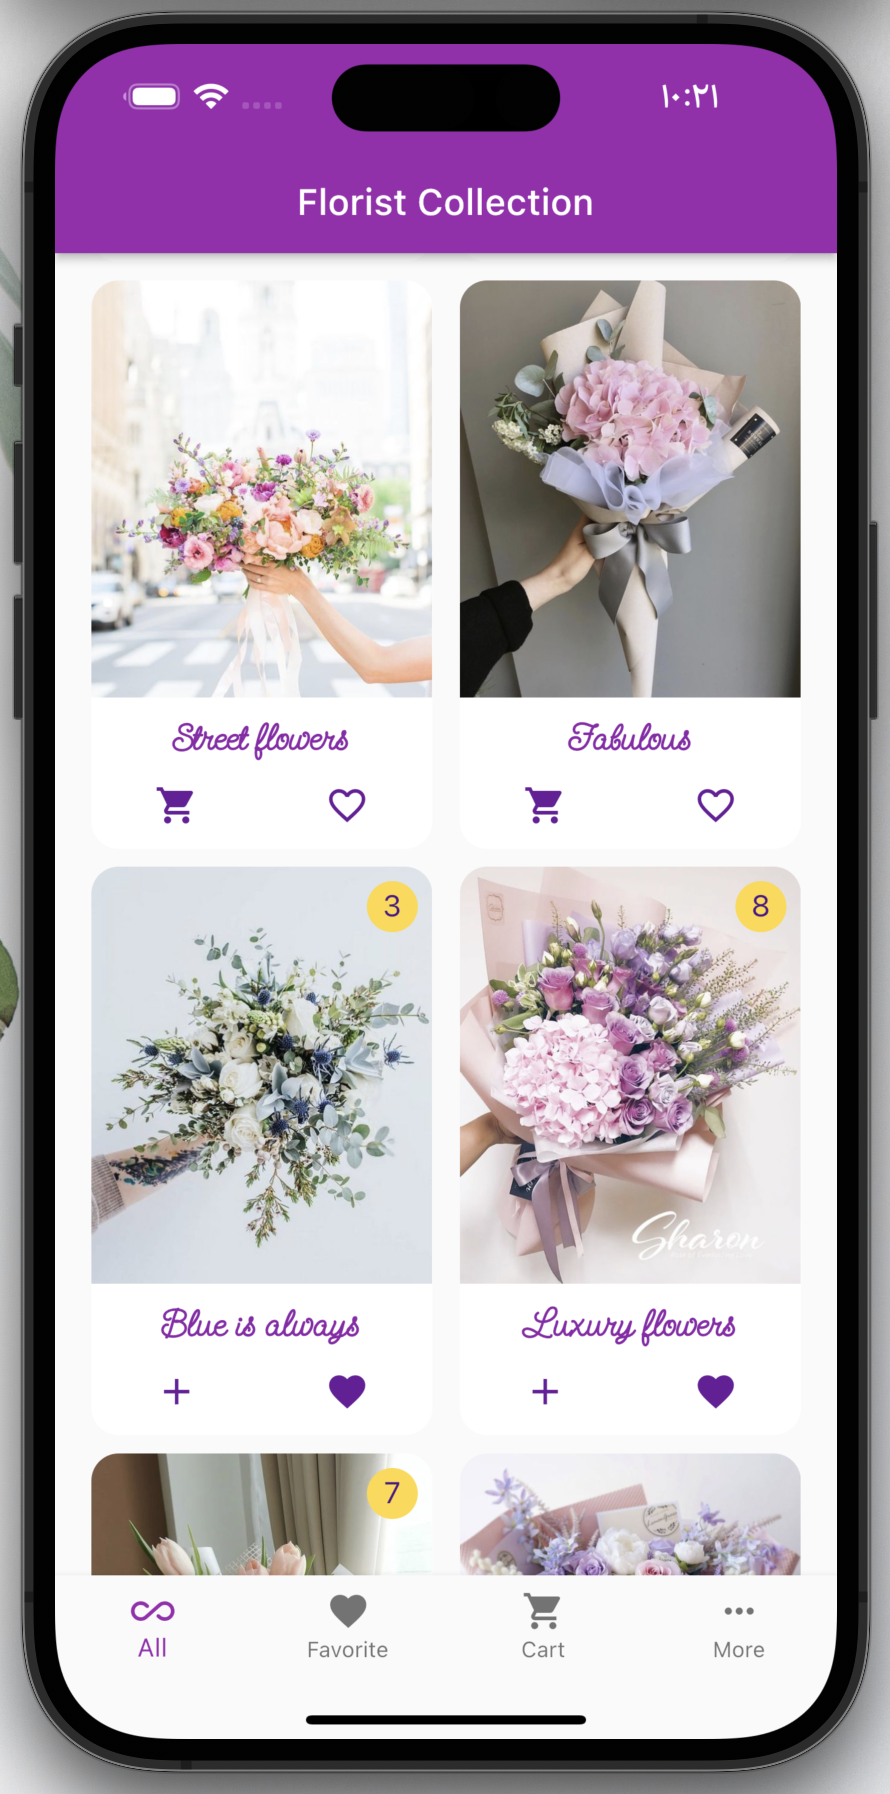 ١٠:٢١
Florist Collection
Street flowers
Fabulous
3
8
Sharon
Blue is always
Luxury flowers
7
All
Favorite
Cart
More